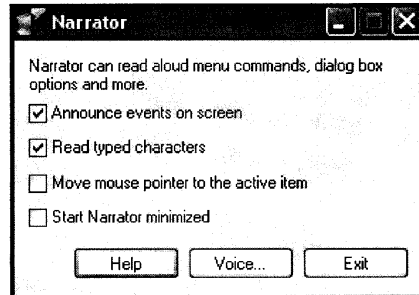 Narrator
Narrator can read aloud menu commands, dialog box
options and more.
Announce events on screen
Read typed characters
Move mouse pointer to the active item
Start Narrator minimized
Help Voice... Exit